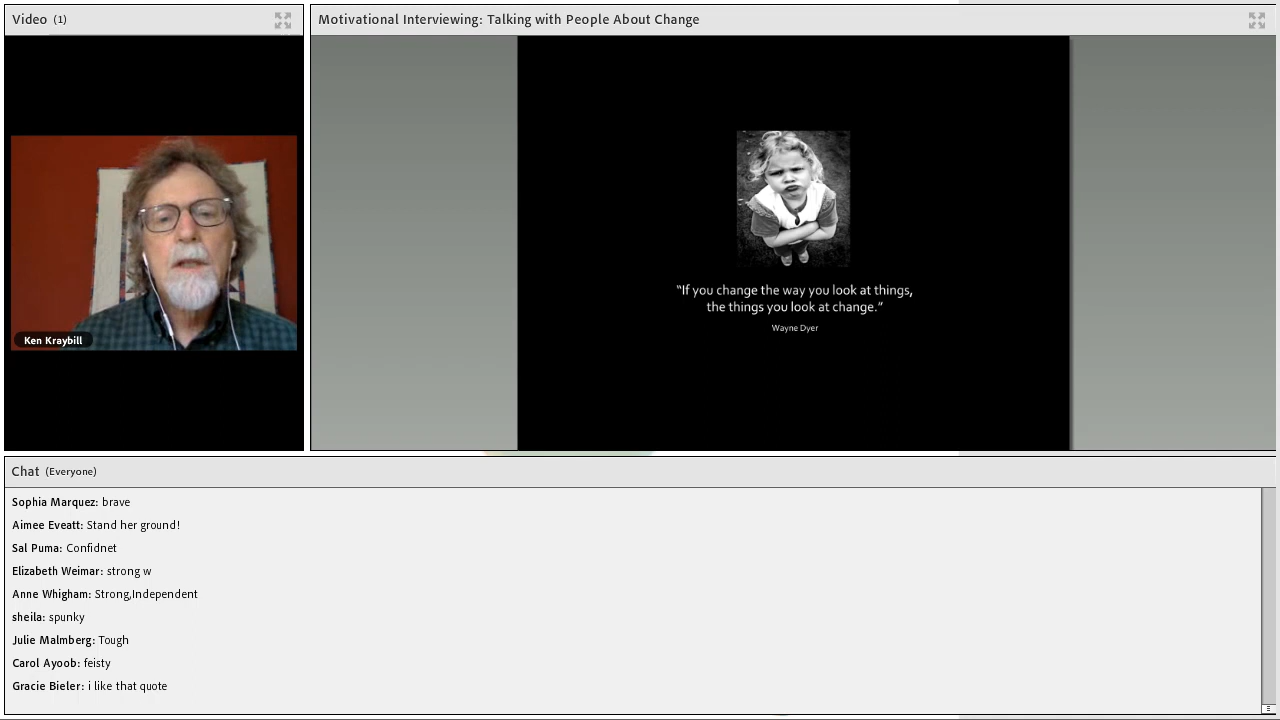 Video (1)
Motivational Interviewing: Talking with People About Change
Ken Kraybill
“If you change the way you look at things,
the things you look at change.”
Wayne Dyer
Chat (Everyone)
Sophia Marquez: brave
Aimee Eveatt: Stand her ground!
Sal Puma: Confidnet
Elizabeth Weimar: strong w
Anne Whigham: Strong,Independent
sheila: spunky
Julie Malmberg: Tough
Carol Ayoob: feisty
Gracie Bieler: i like that quote